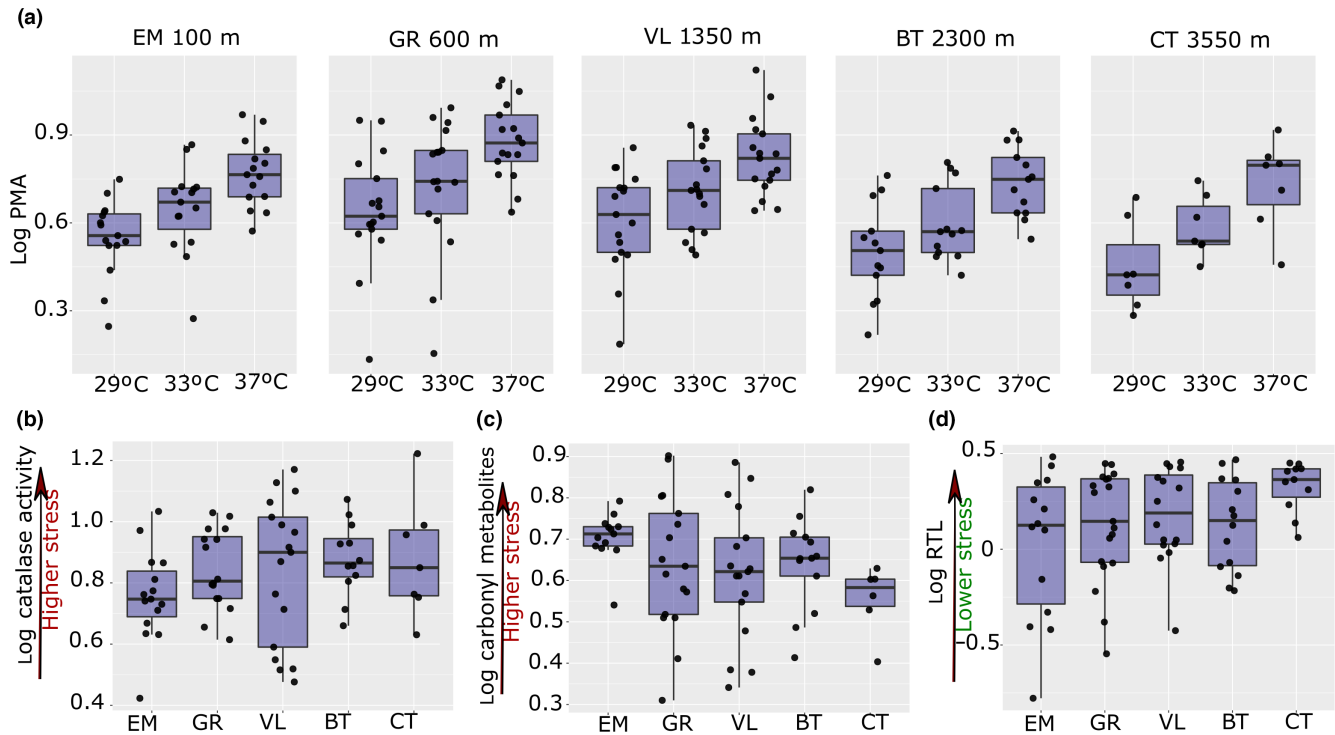 (a)
EM 100 m
GR 600 m
VL 1350 m
BT 2300 m
CT 3550 m
Log PMA
0.9
0.6
0.3
29ºC 33ºC 37ºC
29ºC 33ºC 37ºC
29ºC 33ºC 37ºC
29ºC 33ºC 37ºC
29ºC 33ºC 37ºC
(b)
Log catalase activity
Higher stress
1.2
1.0
0.8
0.6
0.4
EM GR VL BT CT
(c)
Log carbonyl metabolites
Higher stress
0.9
0.8
0.7
0.6
0.5
0.4
0.3
EM GR VL BT CT
(d)
Log RTL
Lower stress
0.5
0
-0.5
EM GR VL BT CT